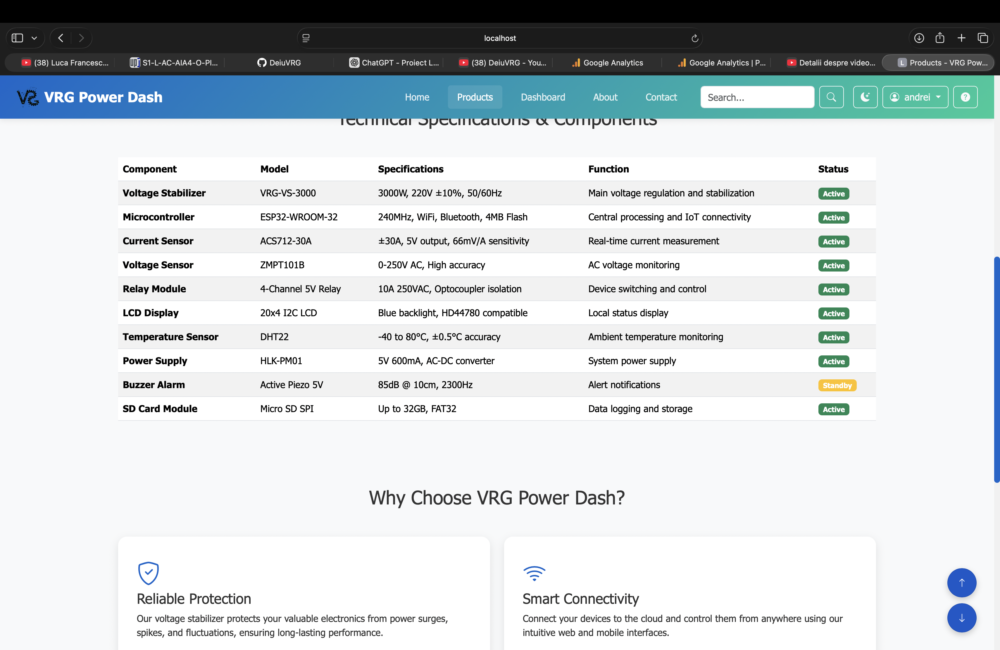 localhost
(38) Luca Francesc...
S1-L-AC-AIA4-O-Pl...
DeiuVRG
ChatGPT - Proiect L...
(38) DeiuVRG - You...
Google Analytics
Google Analytics | P...
Detalii despre video...
L Products - VRG Pow...
VRG Power Dash
Home Products Dashboard About Contact Search... andrei ?
Technical Specifications & Components
Component Model Specifications Function Status
Voltage Stabilizer VRG-VS-3000 3000W, 220V ±10%, 50/60Hz Main voltage regulation and stabilization Active
Microcontroller ESP32-WROOM-32 240MHz, WiFi, Bluetooth, 4MB Flash Central processing and IoT connectivity Active
Current Sensor ACS712-30A ±30A, 5V output, 66mV/A sensitivity Real-time current measurement Active
Voltage Sensor ZMPT101B 0-250V AC, High accuracy AC voltage monitoring Active
Relay Module 4-Channel 5V Relay 10A 250VAC, Optocoupler isolation Device switching and control Active
LCD Display 20x4 I2C LCD Blue backlight, HD44780 compatible Local status display Active
Temperature Sensor DHT22 -40 to 80°C, ±0.5°C accuracy Ambient temperature monitoring Active
Power Supply HLK-PM01 5V 600mA, AC-DC converter System power supply Active
Buzzer Alarm Active Piezo 5V 85dB @ 10cm, 2300Hz Alert notifications Standby
SD Card Module Micro SD SPI Up to 32GB, FAT32 Data logging and storage Active
Why Choose VRG Power Dash?
Reliable Protection
Our voltage stabilizer protects your valuable electronics from power surges,
spikes, and fluctuations, ensuring long-lasting performance.
Smart Connectivity
Connect your devices to the cloud and control them from anywhere using our
intuitive web and mobile interfaces.